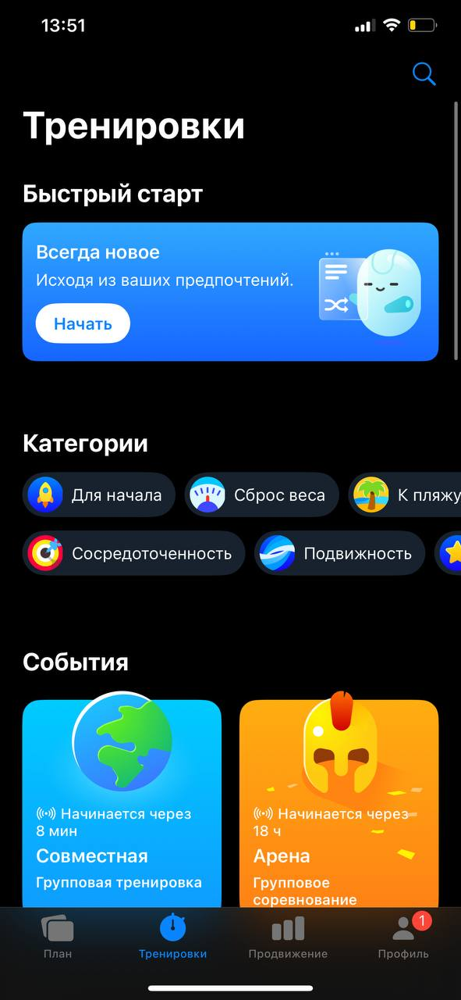 13:51
Тренировки
Быстрый старт
Всегда новое
Исходя из ваших предпочтений.
Начать
Категории
Для начала
Сброс веса
К пляжу
Сосредоточенность
Подвижность
События
Начинается через
8 мин
Совместная
Групповая тренировка
Начинается через
18 ч
Арена
Групповое
соревнование
План
Тренировки
Продвижение
Профиль
1